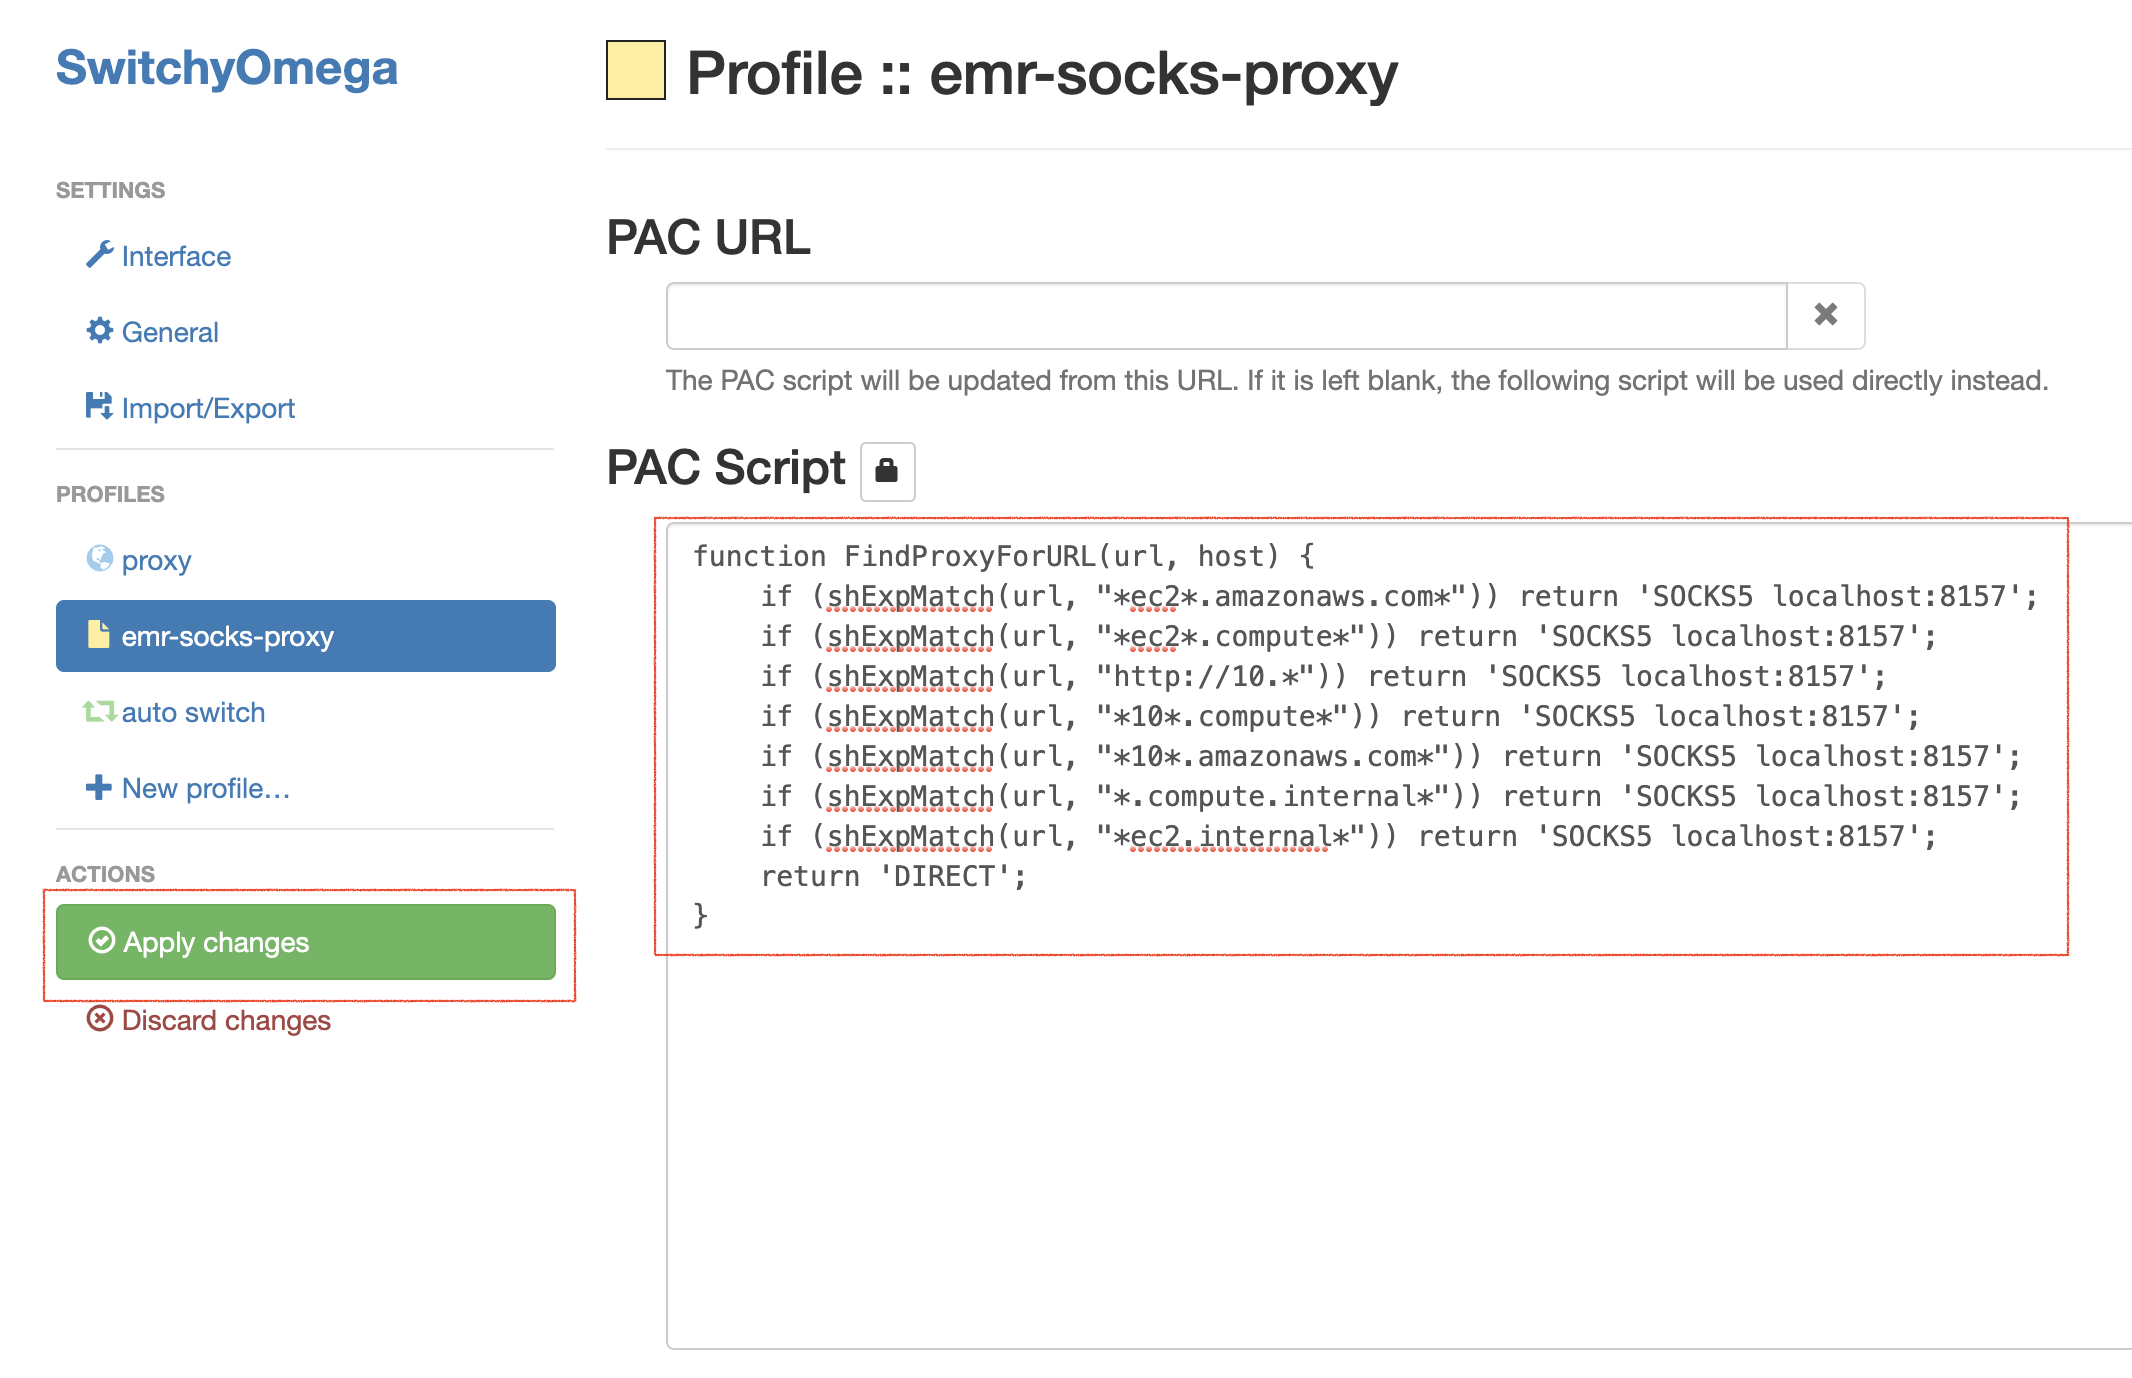 SwitchyOmega
SETTINGS
Interface
General
Import/Export
PROFILES
proxy
emr-socks-proxy
auto switch
New profile…
ACTIONS
Apply changes
Discard changes
Profile :: emr-socks-proxy
PAC URL
The PAC script will be updated from this URL. If it is left blank, the following script will be used directly instead.
PAC Script
function FindProxyForURL(url, host) {
    if (shExpMatch(url, "*ec2*.amazonaws.com*")) return 'SOCKS5 localhost:8157';
    if (shExpMatch(url, "*ec2*.compute*")) return 'SOCKS5 localhost:8157';
    if (shExpMatch(url, "http://10.*")) return 'SOCKS5 localhost:8157';
    if (shExpMatch(url, "*10*.compute*")) return 'SOCKS5 localhost:8157';
    if (shExpMatch(url, "*10*.amazonaws.com*")) return 'SOCKS5 localhost:8157';
    if (shExpMatch(url, "*.compute.internal*")) return 'SOCKS5 localhost:8157';
    if (shExpMatch(url, "*ec2.internal*")) return 'SOCKS5 localhost:8157';
    return 'DIRECT';
}